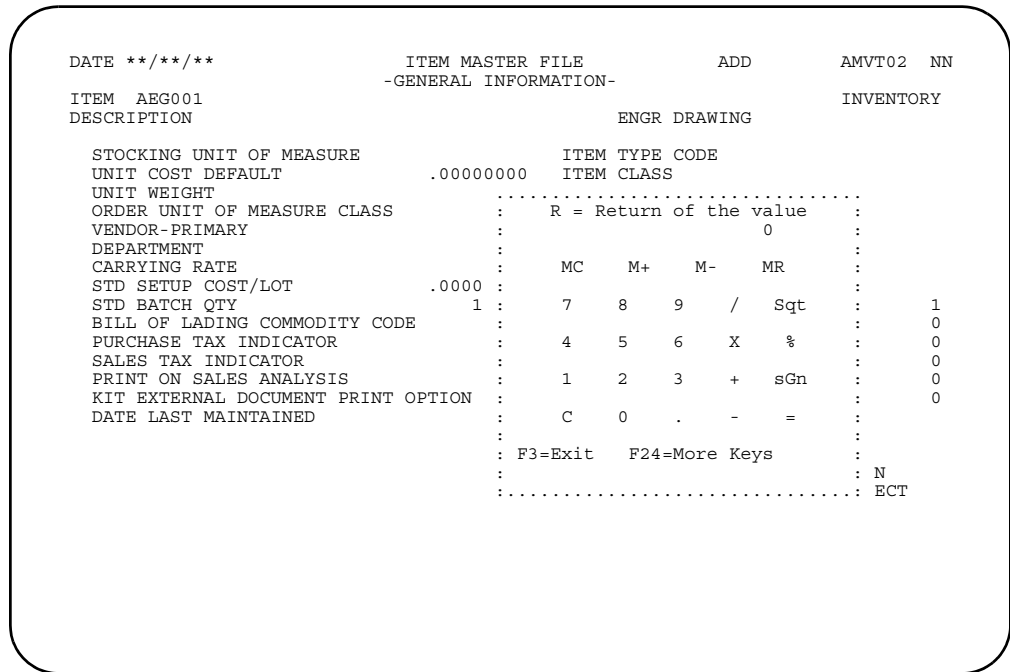 DATE **/**/** ITEM MASTER FILE ADD AMVT02 NN
-GENERAL INFORMATION-
ITEM AEG001 INVENTORY
DESCRIPTION ENGR DRAWING
STOCKING UNIT OF MEASURE ITEM TYPE CODE
UNIT COST DEFAULT .00000000 ITEM CLASS
UNIT WEIGHT .................................
ORDER UNIT OF MEASURE CLASS : R = Return of the value :
VENDOR-PRIMARY : 0 :
DEPARTMENT : :
CARRYING RATE : MC M+ M- MR :
STD SETUP COST/LOT .0000 : :
STD BATCH QTY 1 : 7 8 9 / Sqt : 1
BILL OF LADING COMMODITY CODE : : 0
PURCHASE TAX INDICATOR : 4 5 6 X % : 0
SALES TAX INDICATOR : : 0
PRINT ON SALES ANALYSIS : 1 2 3 + sGn : 0
KIT EXTERNAL DOCUMENT PRINT OPTION : : 0
DATE LAST MAINTAINED : C 0 . - = :
: :
: F3=Exit F24=More Keys :
: : N
:...............................: ECT